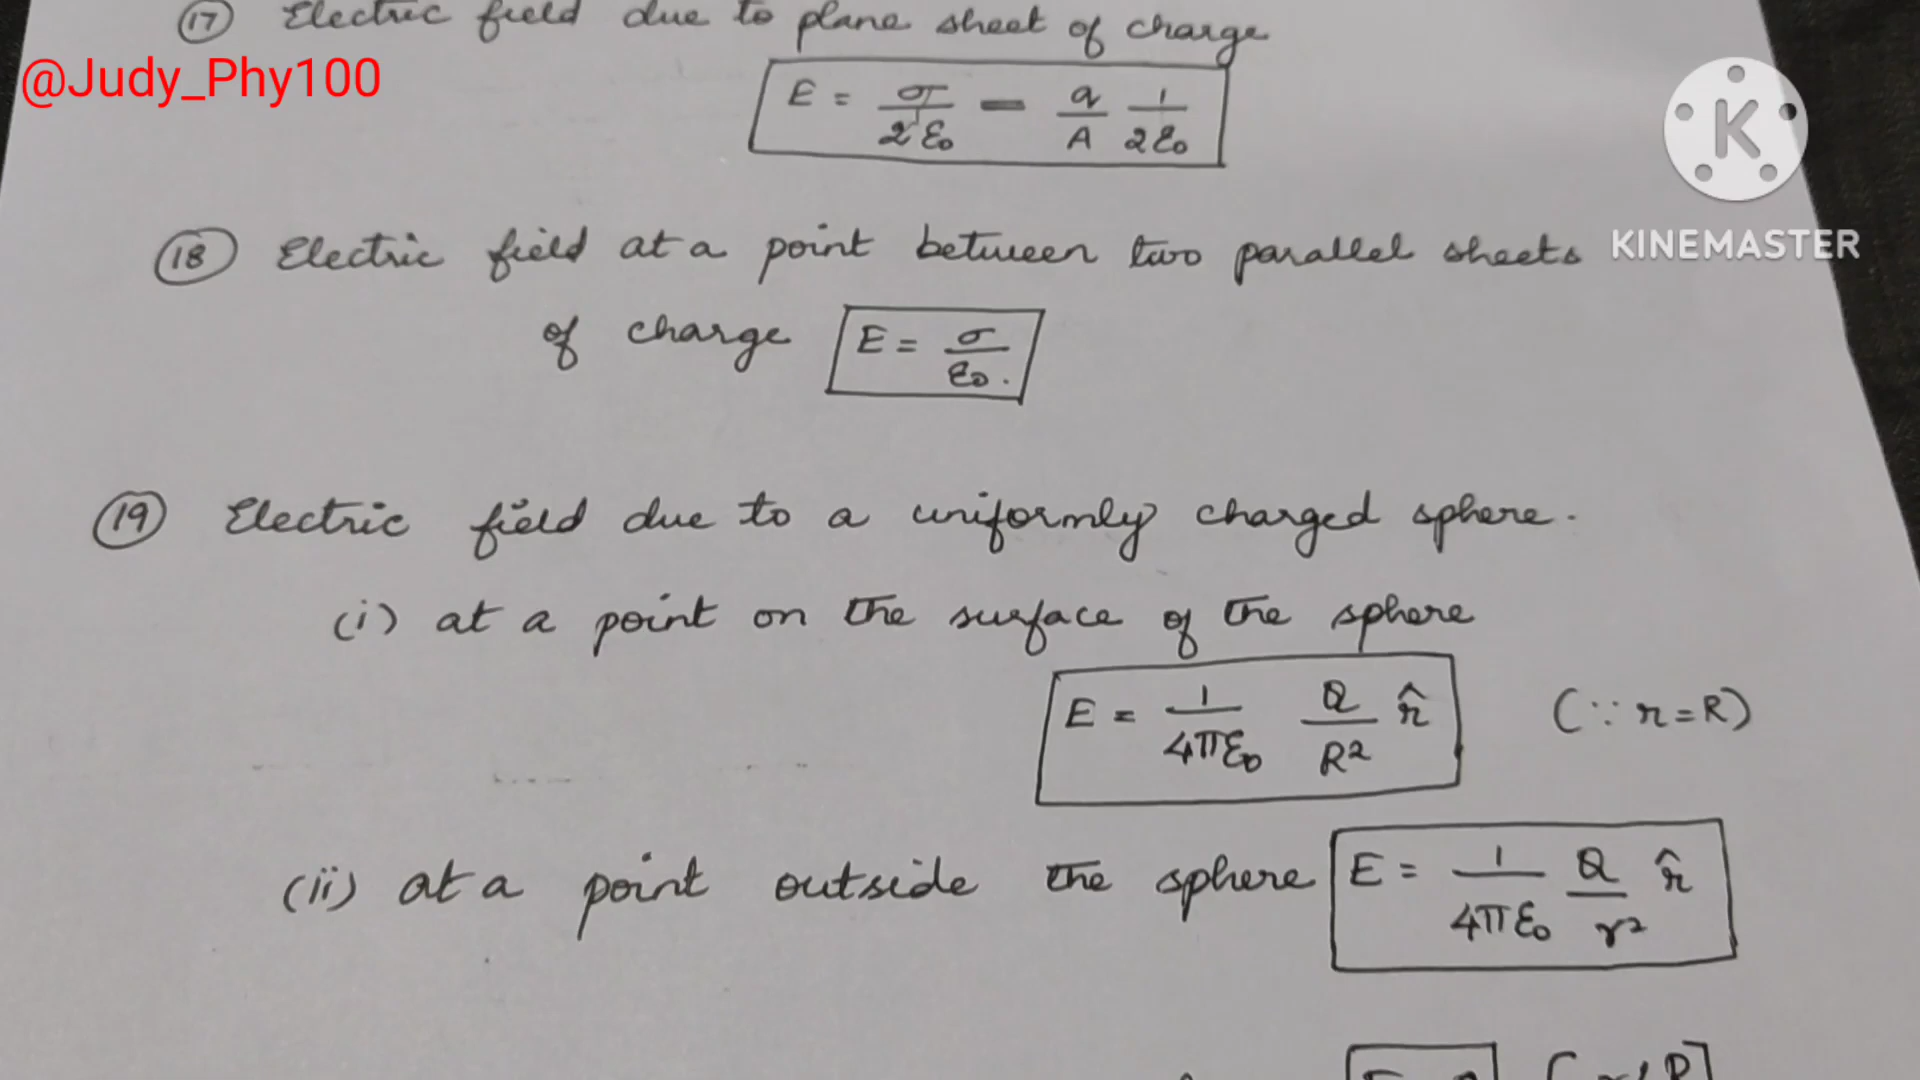 17 Electric field due to plane sheet of charge
@Judy_Phy100
E = σ/2ε₀ - q/A 1/2ε₀
K
KINEMASTER
18 Electric field at a point between two parallel sheets
of charge E = σ/ε₀.
19 Electric field due to a uniformly charged sphere.
(i) at a point on the surface of the sphere
E = 1/4πε₀ Q/R² r̂ (∵ r=R)
(ii) at a point outside the sphere E = 1/4πε₀ Q/r² r̂